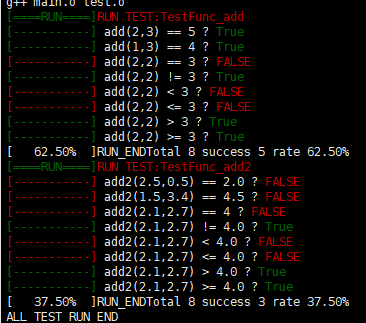 g++ main.o test.o
[====RUN====]RUN TEST:TestFunc_add
[-----------] add(2,3) == 5 ? True
[-----------] add(1,3) == 4 ? True
[-----------] add(2,2) == 3 ? FALSE
[-----------] add(2,2) != 3 ? True
[-----------] add(2,2) < 3 ? FALSE
[-----------] add(2,2) <= 3 ? FALSE
[-----------] add(2,2) > 3 ? True
[-----------] add(2,2) >= 3 ? True
[   62.50%  ]RUN_ENDTotal 8 success 5 rate 62.50%
[====RUN====]RUN TEST:TestFunc_add2
[-----------] add2(2.5,0.5) == 2.0 ? FALSE
[-----------] add2(1.5,3.4) == 4.5 ? FALSE
[-----------] add2(2.1,2.7) == 4 ? FALSE
[-----------] add2(2.1,2.7) != 4.0 ? True
[-----------] add2(2.1,2.7) < 4.0 ? FALSE
[-----------] add2(2.1,2.7) <= 4.0 ? FALSE
[-----------] add2(2.1,2.7) > 4.0 ? True
[-----------] add2(2.1,2.7) >= 4.0 ? True
[   37.50%  ]RUN_ENDTotal 8 success 3 rate 37.50%
ALL TEST RUN END